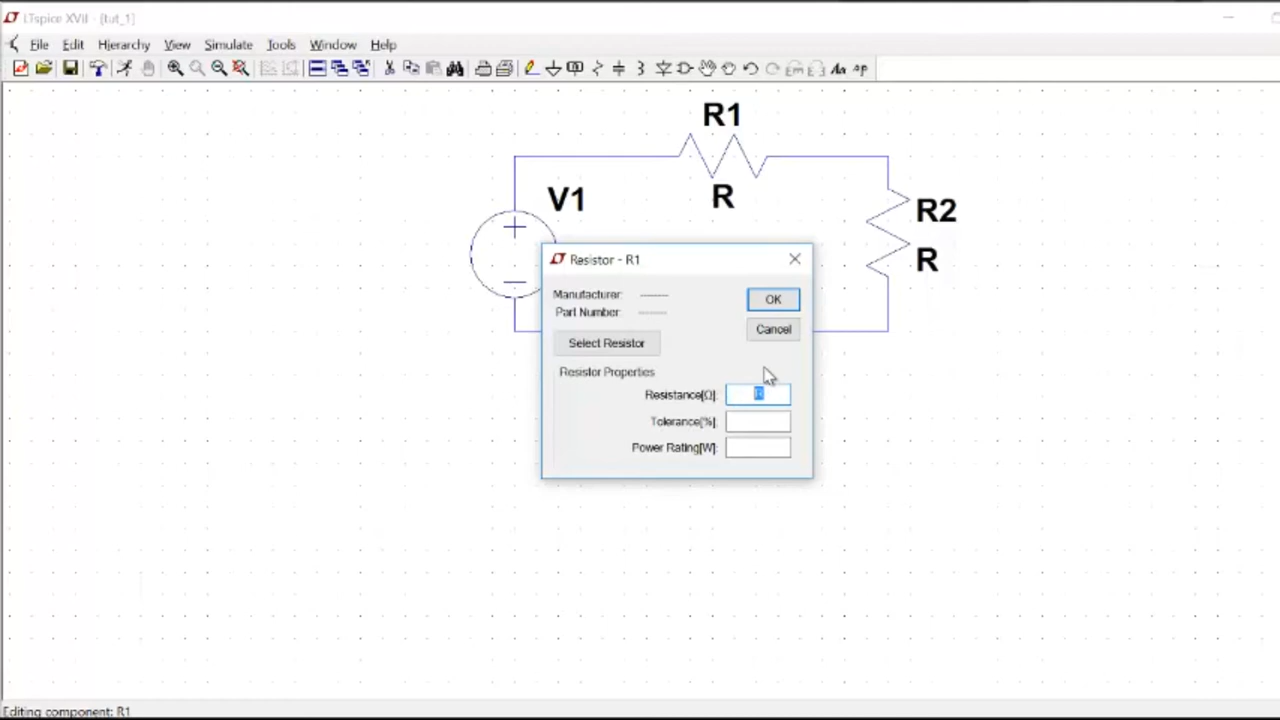 LTspice XVII - [tut_1]
File Edit Hierarchy View Simulate Tools Window Help
R1
R
V1
R2
R
Resistor - R1
Manufacturer:
Part Number:
OK
Cancel
Select Resistor
Resistor Properties
Resistance[Ω]: R
Tolerance[%]:
Power Rating[W]:
Editing component: R1